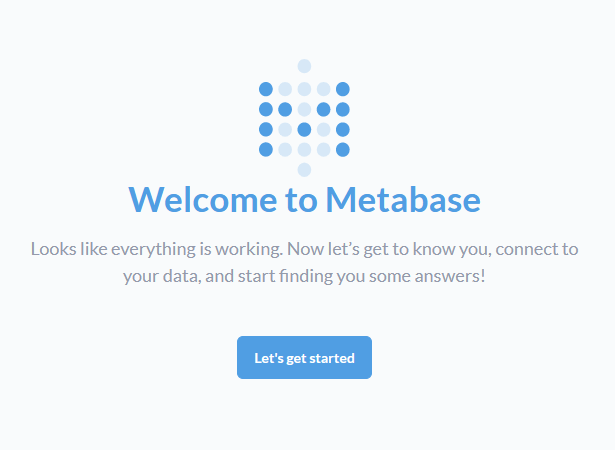 Welcome to Metabase
Looks like everything is working. Now let's get to know you, connect to
your data, and start finding you some answers!
Let's get started